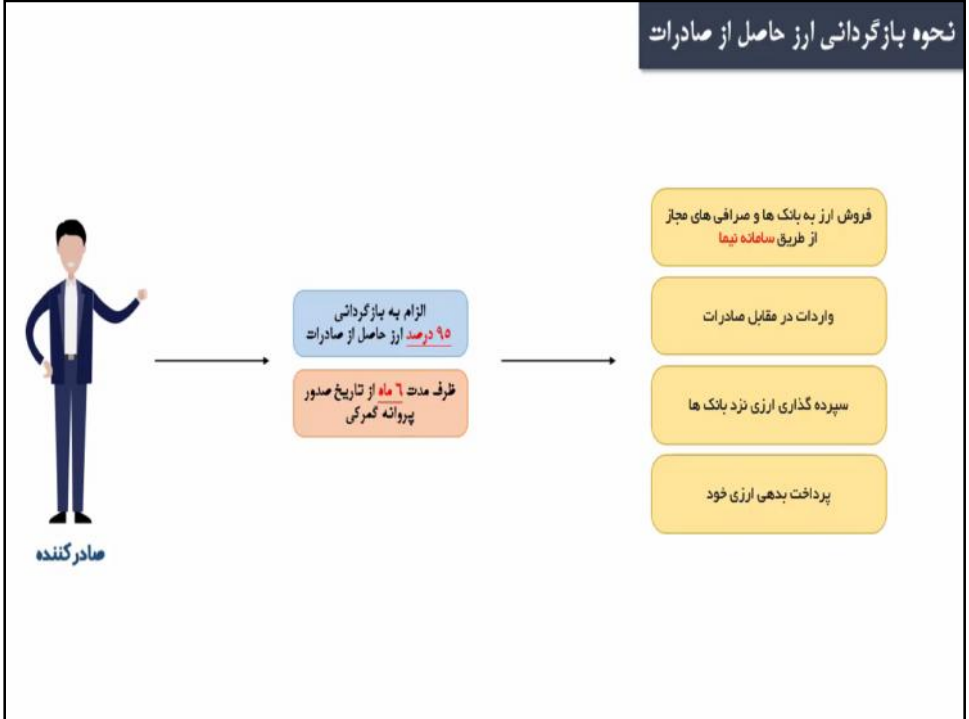 نحوه بازگردانی ارز حاصل از صادرات
صادرکننده
الزام به بازگردانی
۹۵ درصد ارز حاصل از صادرات
ظرف مدت ۶ ماه از تاریخ صدور
پروانه گمرکی
فروش ارز به بانک ها و صرافی های مجاز
از طریق سامانه نیما
واردات در مقابل صادرات
سپرده گذاری ارزی نزد بانک ها
پرداخت بدهی ارزی خود